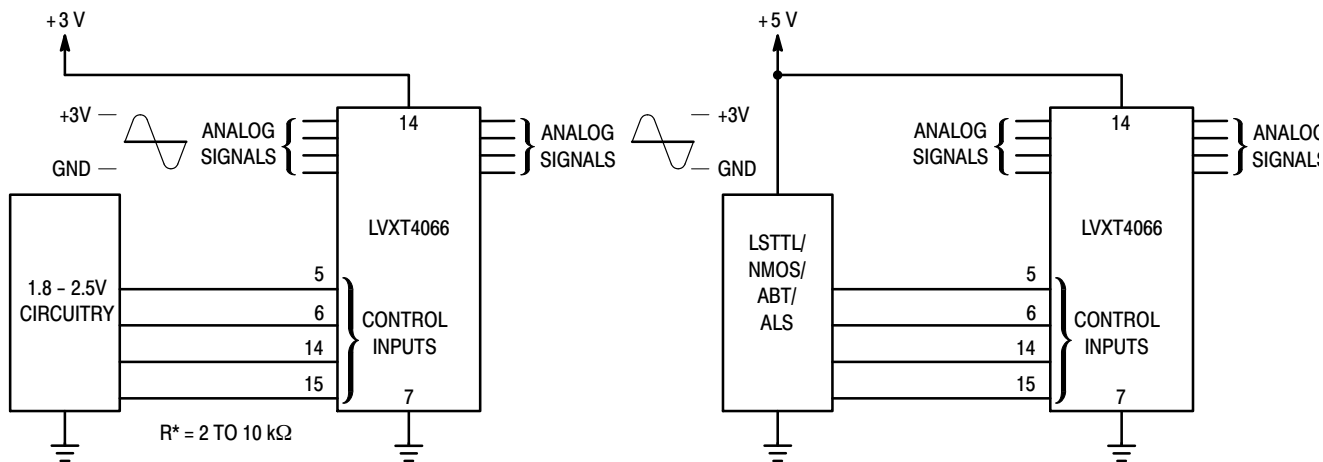 +3 V
+3V
GND
ANALOG
SIGNALS
14
ANALOG
SIGNALS
LVXT4066
1.8 – 2.5V
CIRCUITRY
5
6
14
15
CONTROL
INPUTS
7
R* = 2 TO 10 kΩ
+5 V
+3V
GND
ANALOG
SIGNALS
14
ANALOG
SIGNALS
LVXT4066
LSTTL/
NMOS/
ABT/
ALS
5
6
14
15
CONTROL
INPUTS
7